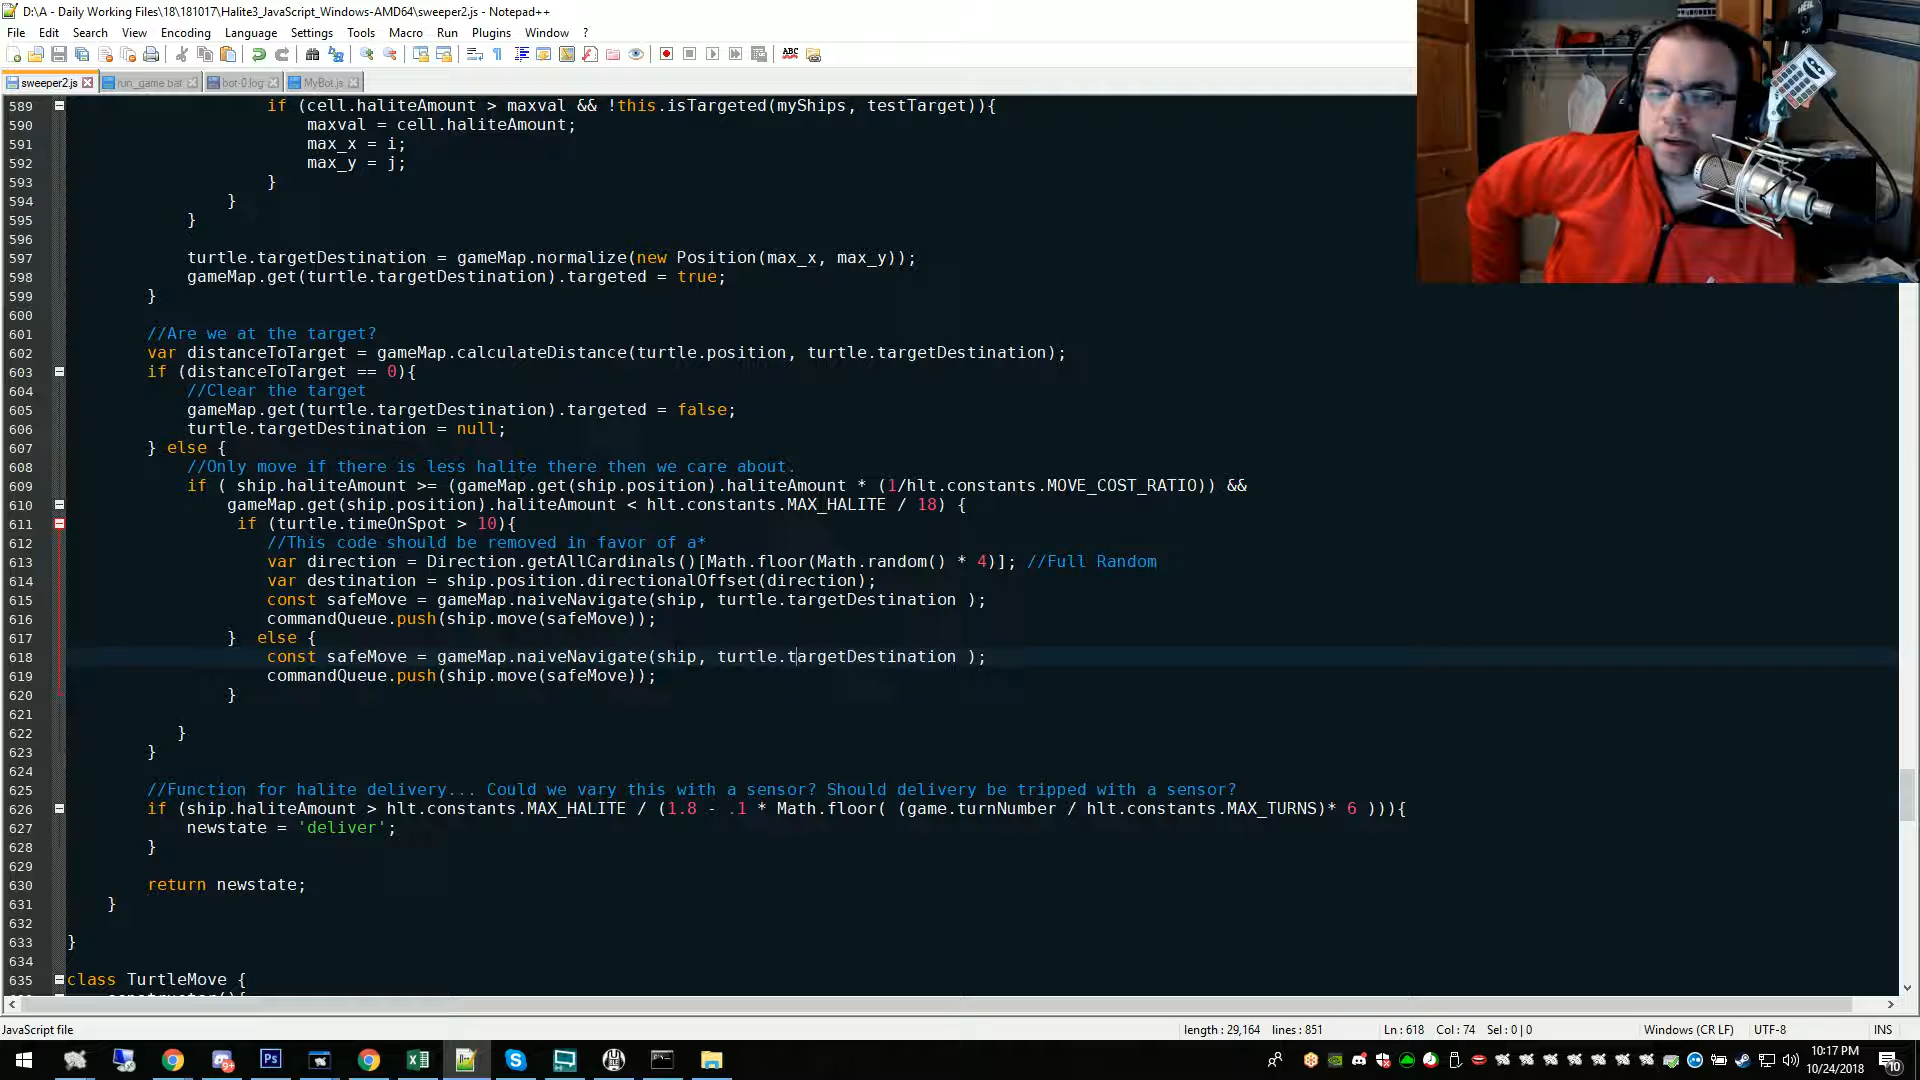 D:\A - Daily Working Files\18\181017\Halite3_JavaScript_Windows-AMD64\sweeper2.js - Notepad++
File Edit Search View Encoding Language Settings Tools Macro Run Plugins Window ?
sweeper2.js run_game.bat bot-0.log MyBot.js
589 if (cell.haliteAmount > maxval && !this.isTargeted(myShips, testTarget)){
590 maxval = cell.haliteAmount;
591 max_x = i;
592 max_y = j;
593 }
594 }
595 }
596
597 turtle.targetDestination = gameMap.normalize(new Position(max_x, max_y));
598 gameMap.get(turtle.targetDestination).targeted = true;
599 }
600
601 //Are we at the target?
602 var distanceToTarget = gameMap.calculateDistance(turtle.position, turtle.targetDestination);
603 if (distanceToTarget == 0){
604 //Clear the target
605 gameMap.get(turtle.targetDestination).targeted = false;
606 turtle.targetDestination = null;
607 } else {
608 //Only move if there is less halite there then we care about.
609 if ( ship.haliteAmount >= (gameMap.get(ship.position).haliteAmount * (1/hlt.constants.MOVE_COST_RATIO)) &&
610 gameMap.get(ship.position).haliteAmount < hlt.constants.MAX_HALITE / 18) {
611 if (turtle.timeOnSpot > 10){
612 //This code should be removed in favor of a*
613 var direction = Direction.getAllCardinals()[Math.floor(Math.random() * 4)]; //Full Random
614 var destination = ship.position.directionalOffset(direction);
615 const safeMove = gameMap.naiveNavigate(ship, turtle.targetDestination );
616 commandQueue.push(ship.move(safeMove));
617 } else {
618 const safeMove = gameMap.naiveNavigate(ship, turtle.targetDestination );
619 commandQueue.push(ship.move(safeMove));
620 }
621
622 }
623 }
624
625 //Function for halite delivery... Could we vary this with a sensor? Should delivery be tripped with a sensor?
626 if (ship.haliteAmount > hlt.constants.MAX_HALITE / (1.8 - .1 * Math.floor( (game.turnNumber / hlt.constants.MAX_TURNS)* 6 ))){
627 newstate = 'deliver';
628 }
629
630 return newstate;
631 }
632
633 }
634
635 class TurtleMove {
JavaScript file length : 29,164 lines : 851 Ln : 618 Col : 74 Sel : 0 | 0 Windows (CR LF) UTF-8 INS
10:17 PM
10/24/2018